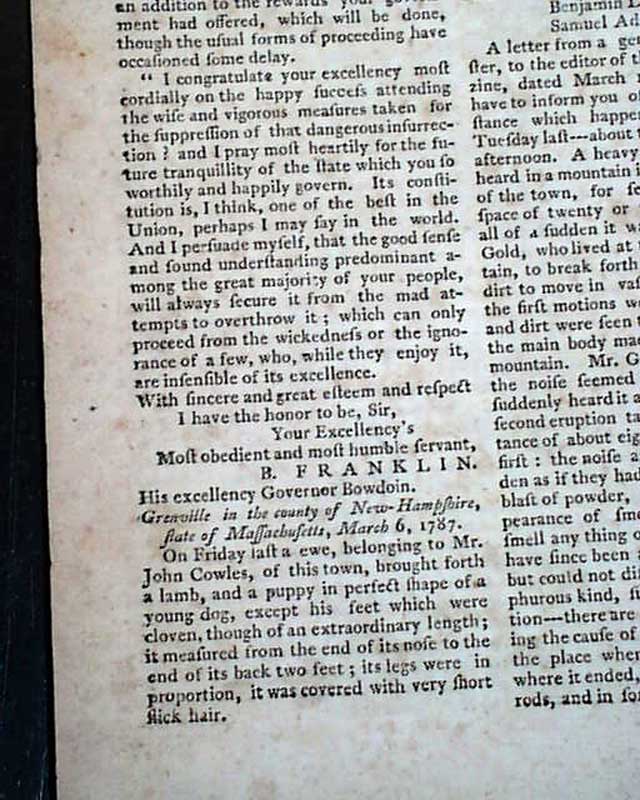 an addition to the rewards your
ment had offered, which will be done,
though the uſual forms of proceeding have
occaſioned ſome delay.
“ I congratulate your excellency moſt
cordially on the happy ſucceſs attending
the wiſe and vigorous meaſures taken for
the ſuppreſſion of that dangerous inſurrec-
tion ? and I pray moſt heartily for the fu-
ture tranquillity of the ſtate which you ſo
worthily and happily govern. Its conſti-
tution is, I think, one of the beſt in the
Union, perhaps I may ſay in the world.
And I perſuade myſelf, that the good ſenſe
and ſound underſtanding predominant a-
mong the great majority of your people,
will always ſecure it from the mad at-
tempts to overthrow it ; which can only
proceed from the wickedneſs or the igno-
rance of a few, who, while they enjoy it,
are inſenſible of its excellence.
With ſincere and great eſteem and reſpect
I have the honor to be, Sir,
Your Excellency's
Moſt obedient and moſt humble ſervant,
B. FRANKLIN.
His excellency Governor Bowdoin.
Grenville in the county of New-Hampſhire,
ſtate of Maſſachuſetts, March 6, 1787.
On Friday laſt a ewe, belonging to Mr.
John Cowles, of this town, brought forth
a lamb, and a puppy in perfect ſhape of a
young dog, except his feet which were
cloven, though of an extraordinary length ;
it meaſured from the end of its noſe to the
end of its back two feet ; its legs were in
proportion, it was covered with very ſhort
ſlick hair.
Benjamin
Samuel
A letter from a
ſter, to the editor of
zine, dated March
have to inform you
ſtance which
Tueſday laſt---about
afternoon. A heavy
heard in a mountain
of the town, for
ſpace of twenty or
all of a ſudden it
Gold, who lived at
tain, to break forth
dirt to move in
the firſt motions
and dirt were ſeen
the main body
mountain. Mr.
the noiſe ſeemed
ſuddenly heard it
ſecond eruption
tance of about
firſt : the noiſe
den as if they had
blaſt of powder,
pearance of
ſmell any thing
have ſince been
but could not
phurous kind,
tion---there are
ing the cauſe of
the place
where it ended,
rods, and in